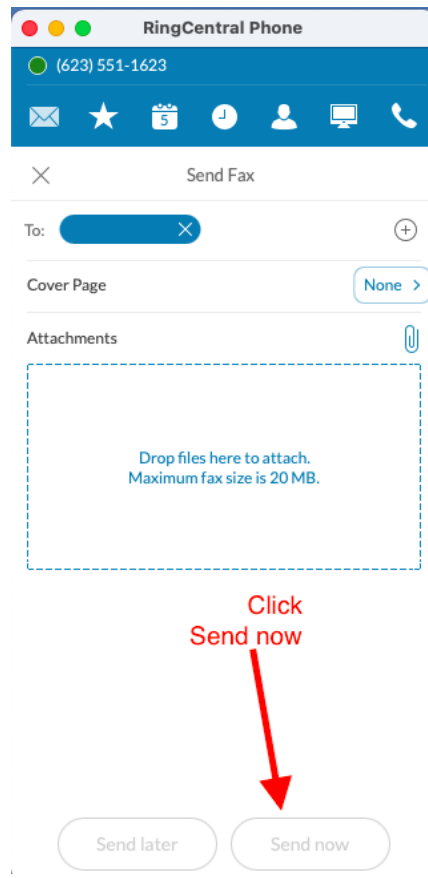 RingCentral Phone
(623) 551-1623
5
Send Fax
To:
Cover Page
None >
Attachments
Drop files here to attach.
Maximum fax size is 20 MB.
Click
Send now
Send later
Send now